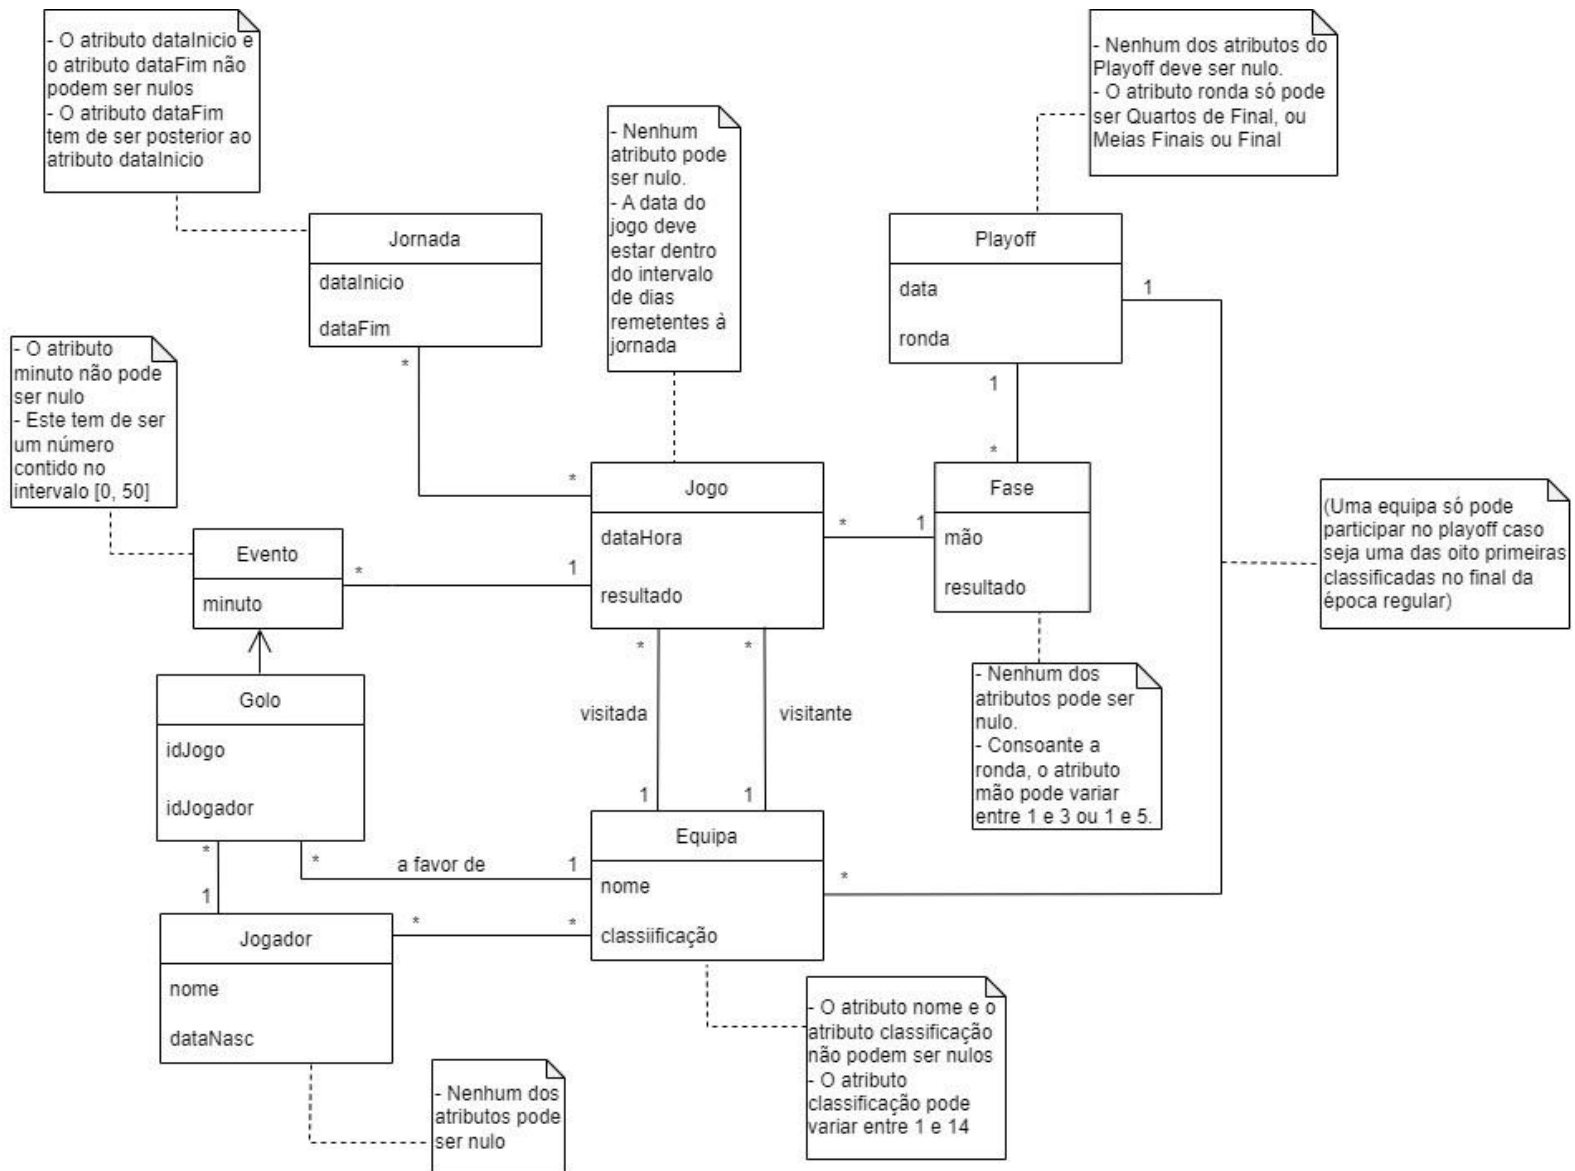 - O atributo dataInicio e
o atributo dataFim não
podem ser nulos
- O atributo dataFim
tem de ser posterior ao
atributo dataInicio
- Nenhum dos atributos do
Playoff deve ser nulo.
- O atributo ronda só pode
ser Quartos de Final, ou
Meias Finais ou Final
- Nenhum
atributo pode
ser nulo.
- A data do
jogo deve
estar dentro
do intervalo
de dias
remetentes à
jornada
Jornada
dataInicio
dataFim
*
Playoff
data
ronda
1
1
- O atributo
minuto não pode
ser nulo
- Este tem de ser
um número
contido no
intervalo [0, 50]
*
Jogo
dataHora
resultado
*
1
*
Fase
mão
resultado
(Uma equipa só pode
participar no playoff caso
seja uma das oito primeiras
classificadas no final da
época regular)
Evento
minuto
*
1
*
*
visitada
visitante
1
1
- Nenhum dos
atributos pode ser
nulo.
- Consoante a
ronda, o atributo
mão pode variar
entre 1 e 3 ou 1 e 5.
Golo
idJogo
idJogador
*
*
a favor de
1
1
Equipa
nome
classiificação
*
Jogador
nome
dataNasc
*
*
- O atributo nome e o
atributo classificação
não podem ser nulos
- O atributo
classificação pode
variar entre 1 e 14
- Nenhum dos
atributos pode
ser nulo